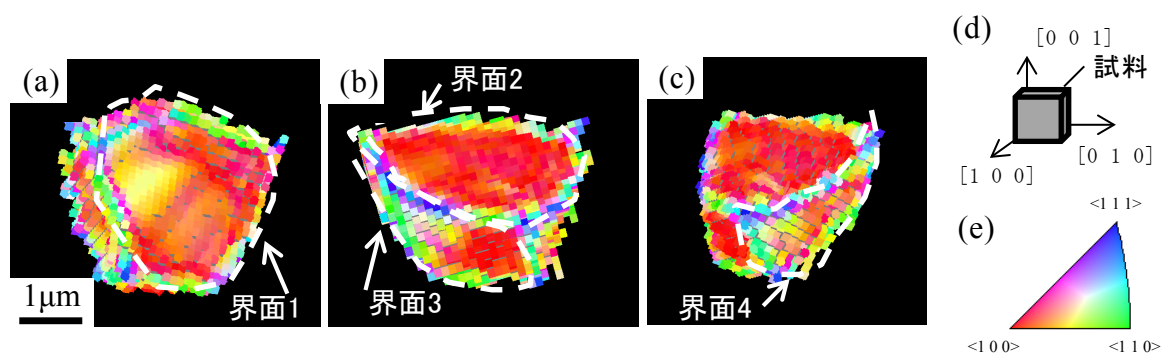 (a)
(b)
(c)
(d)
[0 0 1]
試料
界面2
[0 1 0]
[1 0 0]
<1 1 1>
(e)
1μm
界面1
界面3
界面4
<1 0 0>
<1 1 0>